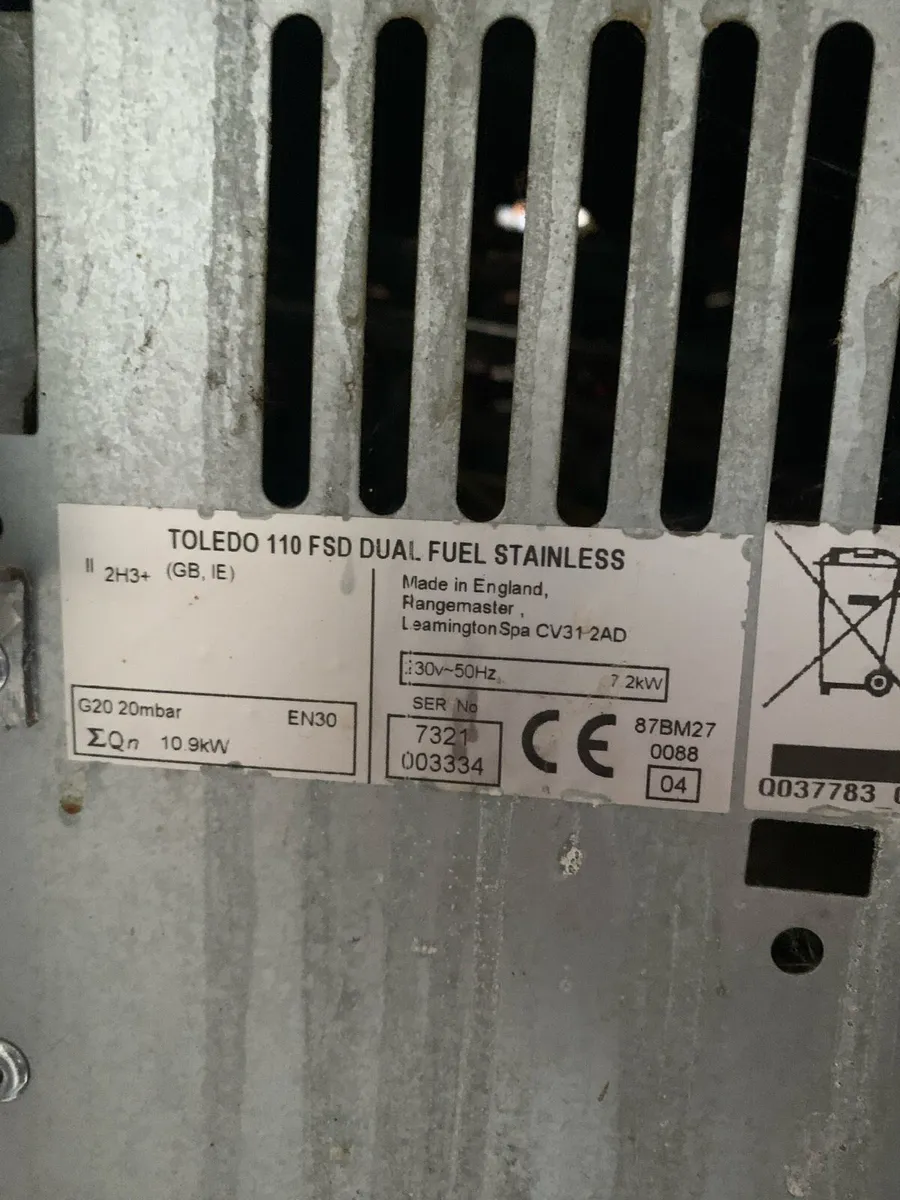 TOLEDO 110 FSD DUAL FUEL STAINLESS
II 2H3+ (GB, IE)
Made in England,
Rangemaster ,
Leamington Spa CV31 2AD
30v~50Hz 7.2kW
G20 20mbar EN30
ΣQn 10.9kW
SER No
7321
003334
CE
87BM27
0088
04
Q037783